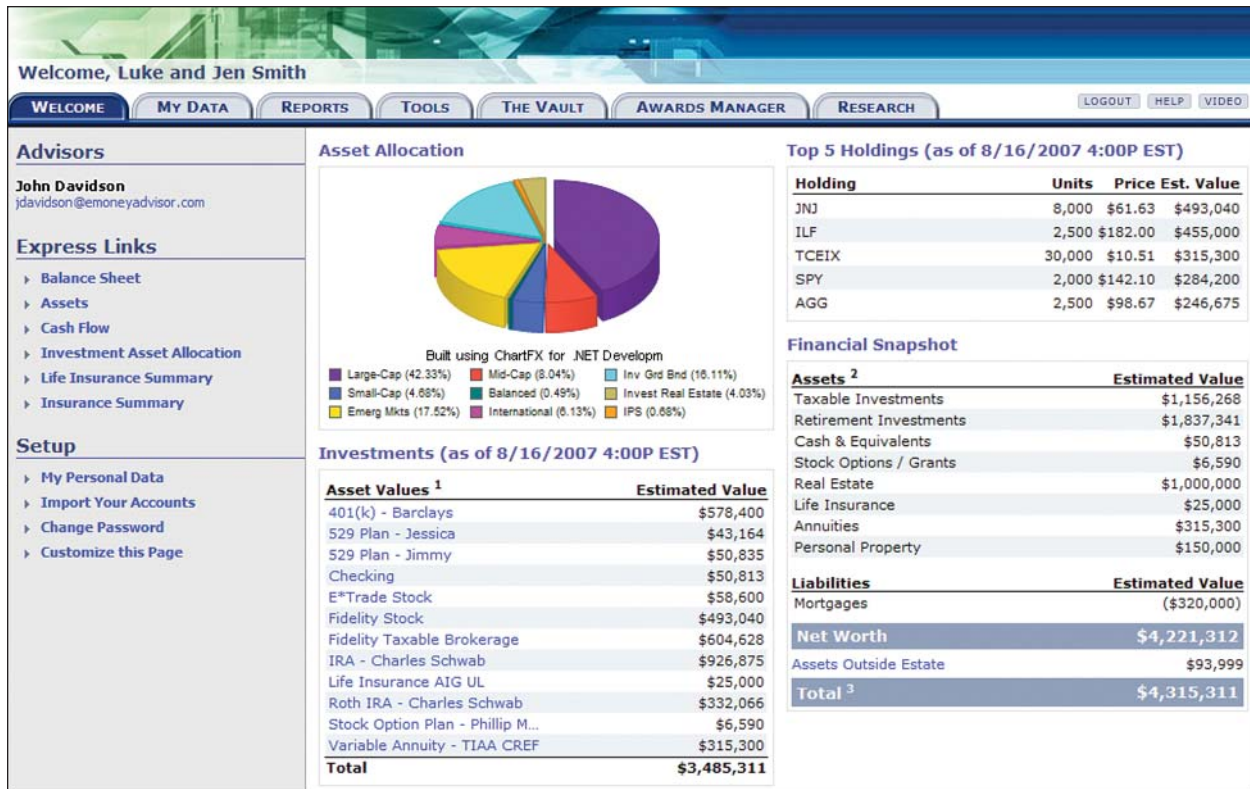 Welcome, Luke and Jen Smith
WELCOME MY DATA REPORTS TOOLS THE VAULT AWARDS MANAGER RESEARCH
LOGOUT HELP VIDEO
Advisors
John Davidson
jdavidson@emoneyadvisor.com
Express Links
Balance Sheet
Assets
Cash Flow
Investment Asset Allocation
Life Insurance Summary
Insurance Summary
Setup
My Personal Data
Import Your Accounts
Change Password
Customize this Page
Asset Allocation
Built using ChartFX for .NET Developm
Large-Cap (42.33%) Mid-Cap (8.04%) Inv Grd Bnd (16.11%)
Small-Cap (4.68%) Balanced (0.49%) Invest Real Estate (4.03%)
Emerg Mkts (17.52%) International (6.13%) IPS (0.68%)
Investments (as of 8/16/2007 4:00P EST)
Asset Values 1 Estimated Value
401(k) - Barclays $578,400
529 Plan - Jessica $43,164
529 Plan - Jimmy $50,835
Checking $50,813
E*Trade Stock $58,600
Fidelity Stock $493,040
Fidelity Taxable Brokerage $604,628
IRA - Charles Schwab $926,875
Life Insurance AIG UL $25,000
Roth IRA - Charles Schwab $332,066
Stock Option Plan - Phillip M... $6,590
Variable Annuity - TIAA CREF $315,300
Total $3,485,311
Top 5 Holdings (as of 8/16/2007 4:00P EST)
Holding Units Price Est. Value
JNJ 8,000 $61.63 $493,040
ILF 2,500 $182.00 $455,000
TCEIX 30,000 $10.51 $315,300
SPY 2,000 $142.10 $284,200
AGG 2,500 $98.67 $246,675
Financial Snapshot
Assets 2 Estimated Value
Taxable Investments $1,156,268
Retirement Investments $1,837,341
Cash & Equivalents $50,813
Stock Options / Grants $6,590
Real Estate $1,000,000
Life Insurance $25,000
Annuities $315,300
Personal Property $150,000
Liabilities Estimated Value
Mortgages ($320,000)
Net Worth $4,221,312
Assets Outside Estate $93,999
Total 3 $4,315,311